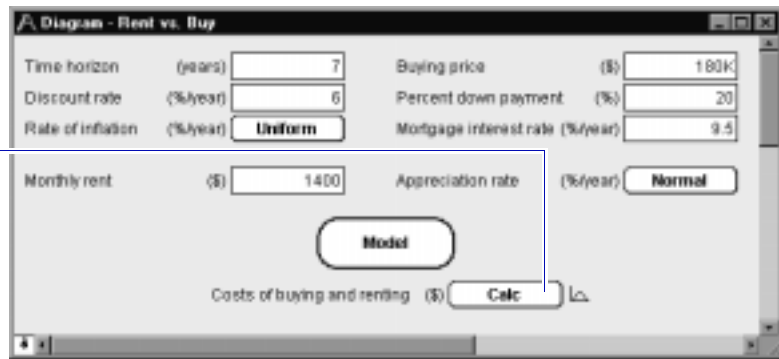 Diagram - Rent vs. Buy
Time horizon (years) 7 Buying price ($) 180K
Discount rate (%/year) 6 Percent down payment (%) 20
Rate of inflation (%/year) Uniform Mortgage interest rate (%/year) 9.5
Monthly rent ($) 1400 Appreciation rate (%/year) Normal
Model
Costs of buying and renting ($) Calc